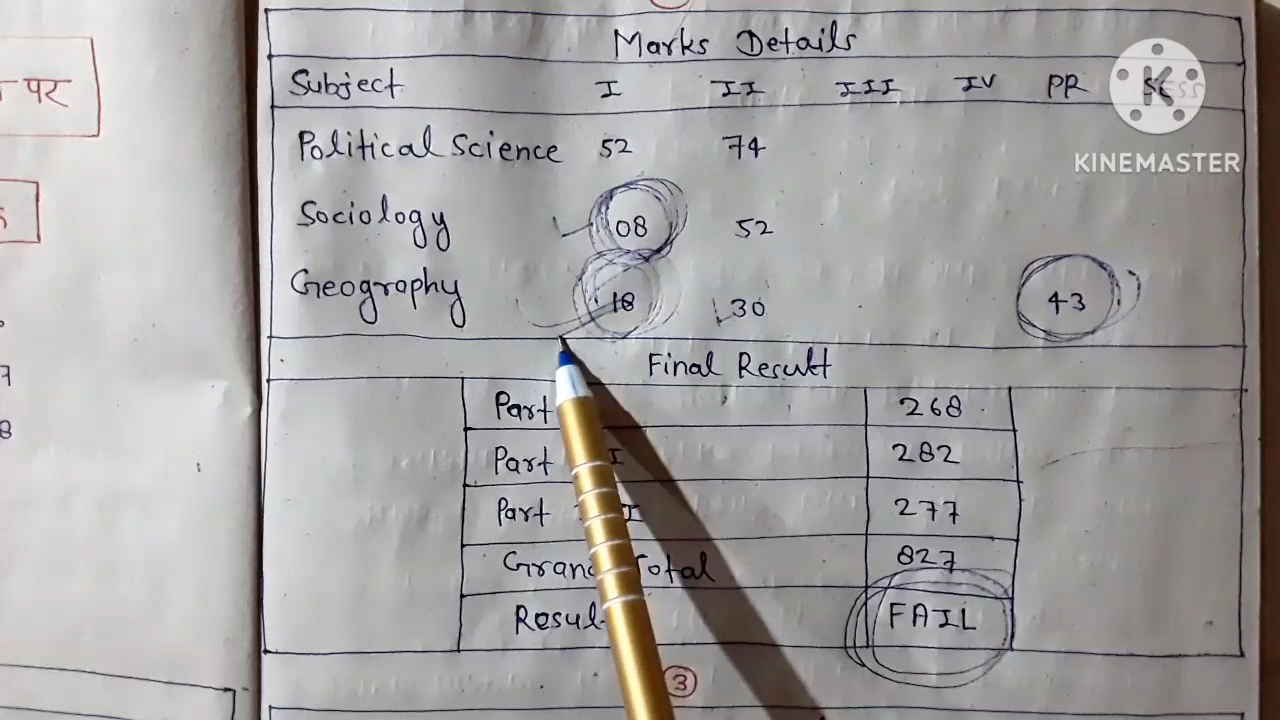 पर
Marks Details
Subject I II III IV PR
KINEMASTER
Political Science 52 74
Sociology 08 52
Geography 18 30 43
7
8
Final Result
Part 268
Part 282
Part 277
Grand Total 827
Result FAIL
3